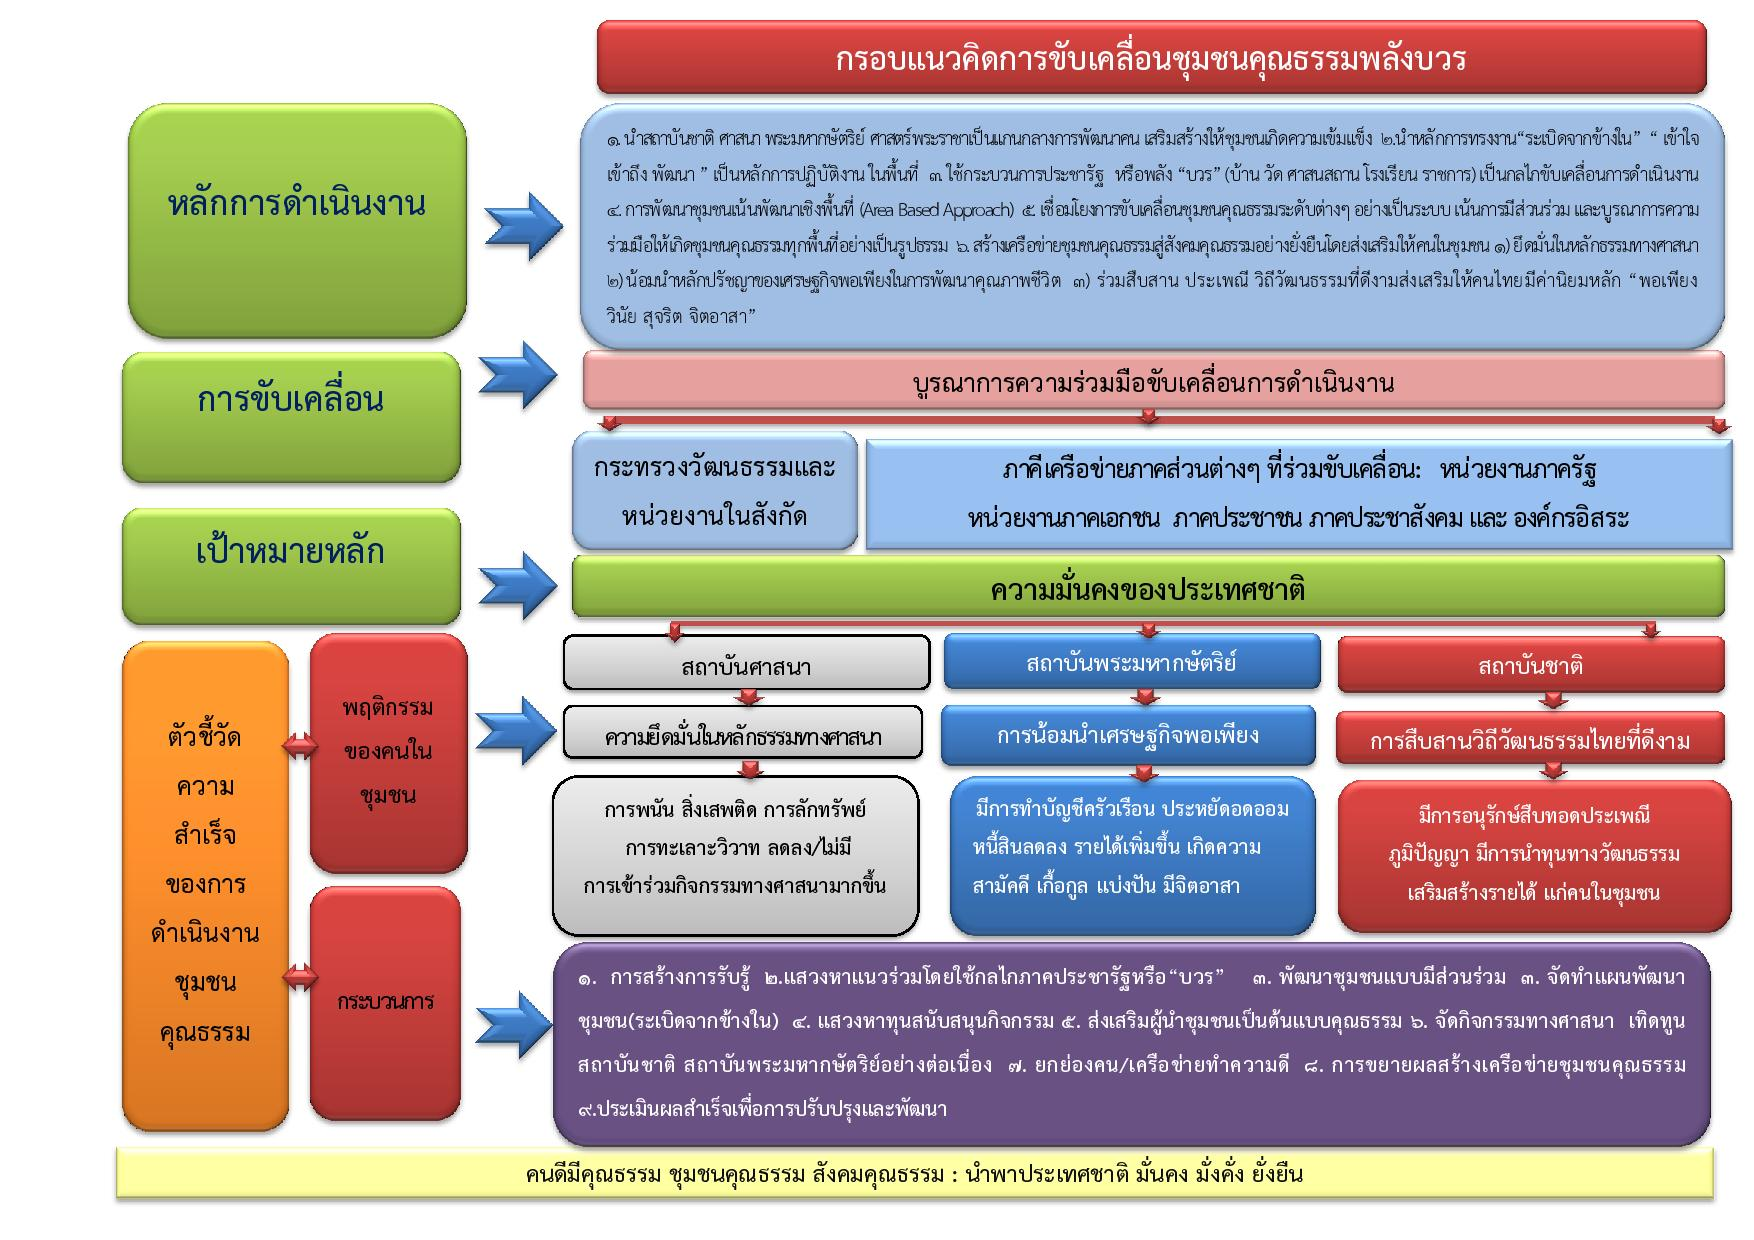 กรอบแนวคิดการขับเคลื่อนชุมชนคุณธรรมพลังบวร
หลักการดำเนินงาน
๑. นำสถาบันชาติ ศาสนา พระมหากษัตริย์ ศาสตร์พระราชาเป็นแกนกลางการพัฒนาคน เสริมสร้างให้ชุมชนเกิดความเข้มแข็ง ๒.นำหลักการทรงงาน“ระเบิดจากข้างใน” “ เข้าใจ
เข้าถึง พัฒนา ” เป็นหลักการปฏิบัติงาน ในพื้นที่ ๓. ใช้กระบวนการประชารัฐ หรือพลัง “บวร” (บ้าน วัด ศาสนสถาน โรงเรียน ราชการ) เป็นกลไกขับเคลื่อนการดำเนินงาน
๔. การพัฒนาชุมชนเน้นพัฒนาเชิงพื้นที่ (Area Based Approach) ๕. เชื่อมโยงการขับเคลื่อนชุมชนคุณธรรมระดับต่างๆ อย่างเป็นระบบ เน้นการมีส่วนร่วม และบูรณาการความ
ร่วมมือให้เกิดชุมชนคุณธรรมทุกพื้นที่อย่างเป็นรูปธรรม ๖. สร้างเครือข่ายชุมชนคุณธรรมสู่สังคมคุณธรรมอย่างยั่งยืนโดยส่งเสริมให้คนในชุมชน ๑) ยึดมั่นในหลักธรรมทางศาสนา
๒) น้อมนำหลักปรัชญาของเศรษฐกิจพอเพียงในการพัฒนาคุณภาพชีวิต ๓) ร่วมสืบสาน ประเพณี วิถีวัฒนธรรมที่ดีงามส่งเสริมให้คนไทยมีค่านิยมหลัก “พอเพียง
วินัย สุจริต จิตอาสา”
การขับเคลื่อน
บูรณาการความร่วมมือขับเคลื่อนการดำเนินงาน
กระทรวงวัฒนธรรมและ
หน่วยงานในสังกัด
ภาคีเครือข่ายภาคส่วนต่างๆ ที่ร่วมขับเคลื่อน: หน่วยงานภาครัฐ
หน่วยงานภาคเอกชน ภาคประชาชน ภาคประชาสังคม และ องค์กรอิสระ
เป้าหมายหลัก
ความมั่นคงของประเทศชาติ
สถาบันศาสนา
สถาบันพระมหากษัตริย์
สถาบันชาติ
ตัวชี้วัด
ความ
สำเร็จ
ของการ
ดำเนินงาน
ชุมชน
คุณธรรม
พฤติกรรม
ของคนใน
ชุมชน
ความยึดมั่นในหลักธรรมทางศาสนา
การน้อมนำเศรษฐกิจพอเพียง
การสืบสานวิถีวัฒนธรรมไทยที่ดีงาม
การพนัน สิ่งเสพติด การลักทรัพย์
การทะเลาะวิวาท ลดลง/ไม่มี
การเข้าร่วมกิจกรรมทางศาสนามากขึ้น
มีการทำบัญชีครัวเรือน ประหยัดอดออม
หนี้สินลดลง รายได้เพิ่มขึ้น เกิดความ
สามัคคี เกื้อกูล แบ่งปัน มีจิตอาสา
มีการอนุรักษ์สืบทอดประเพณี
ภูมิปัญญา มีการนำทุนทางวัฒนธรรม
เสริมสร้างรายได้ แก่คนในชุมชน
กระบวนการ
๑. การสร้างการรับรู้ ๒.แสวงหาแนวร่วมโดยใช้กลไกภาคประชารัฐหรือ“บวร” ๓. พัฒนาชุมชนแบบมีส่วนร่วม ๓. จัดทำแผนพัฒนา
ชุมชน(ระเบิดจากข้างใน) ๔. แสวงหาทุนสนับสนุนกิจกรรม ๕. ส่งเสริมผู้นำชุมชนเป็นต้นแบบคุณธรรม ๖. จัดกิจกรรมทางศาสนา เทิดทูน
สถาบันชาติ สถาบันพระมหากษัตริย์อย่างต่อเนื่อง ๗. ยกย่องคน/เครือข่ายทำความดี ๘. การขยายผลสร้างเครือข่ายชุมชนคุณธรรม
๙.ประเมินผลสำเร็จเพื่อการปรับปรุงและพัฒนา
คนดีมีคุณธรรม ชุมชนคุณธรรม สังคมคุณธรรม : นำพาประเทศชาติ มั่นคง มั่งคั่ง ยั่งยืน